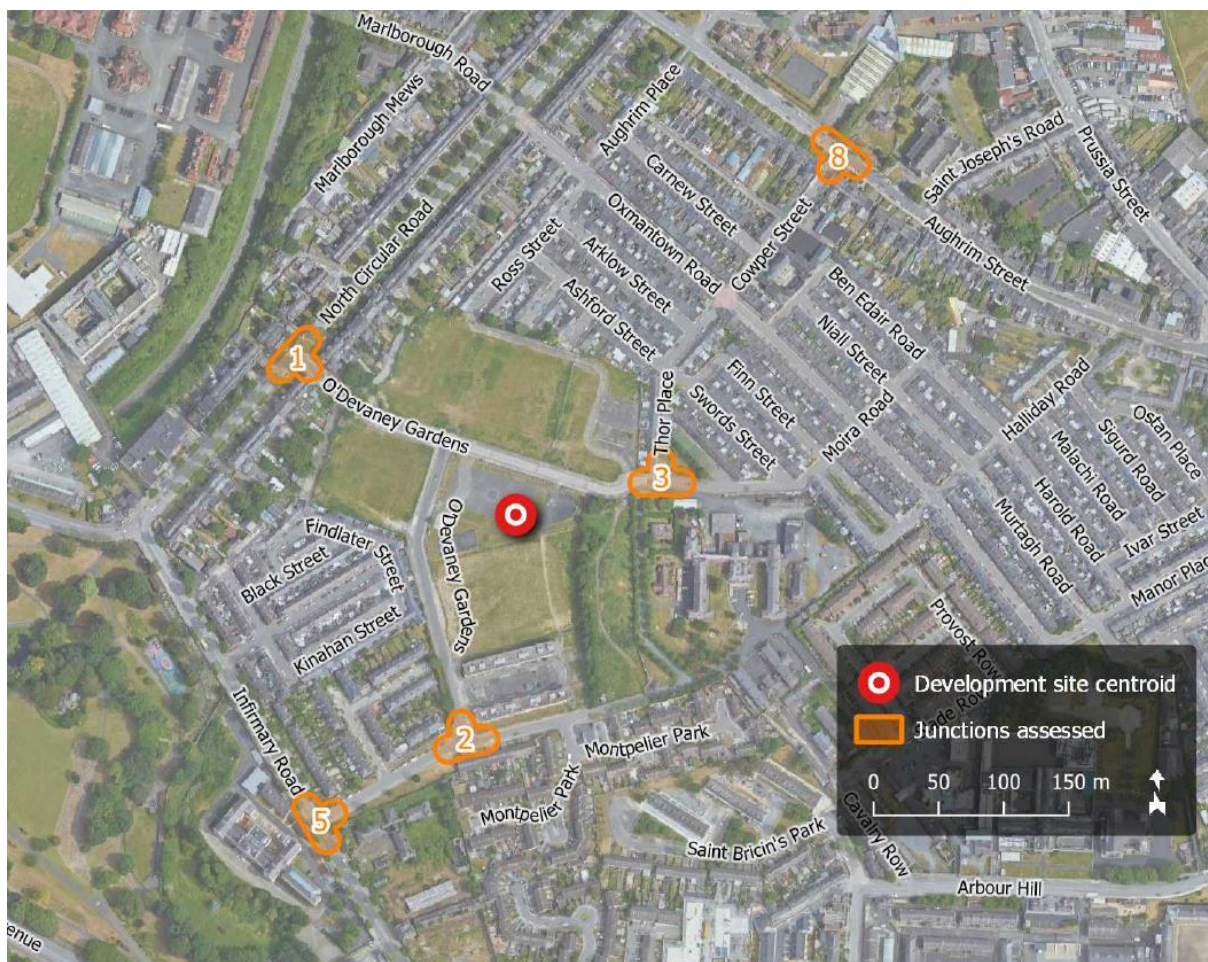 Marlborough Road
Marlborough Mews
Aughrim Place
Carnew Street
8
Saint Joseph's Road
Prussia Street
North Circular Road
Ross Street
Oxmantown Road
Cowper Street
Aughrim Street
Arklow Street
Ashford Street
Ben Edair Road
Niall Street
1
O'Devaney Gardens
Thor Place
Finn Street
Swords Street
Moira Road
Halliday Road
Ostan Place
Sigurd Road
Malachi Road
Harold Road
Ivar Street
Murtagh Road
Manor Place
3
O'Devaney Gardens
Findlater Street
Black Street
Kinahan Street
Provost Row
Infirmary Road
2
Montpelier Park
Montpelier Park
5
Saint Bricin's Park
Cavalry Row
Arbour Hill
enue
Development site centroid
Junctions assessed
0 50 100 150 m